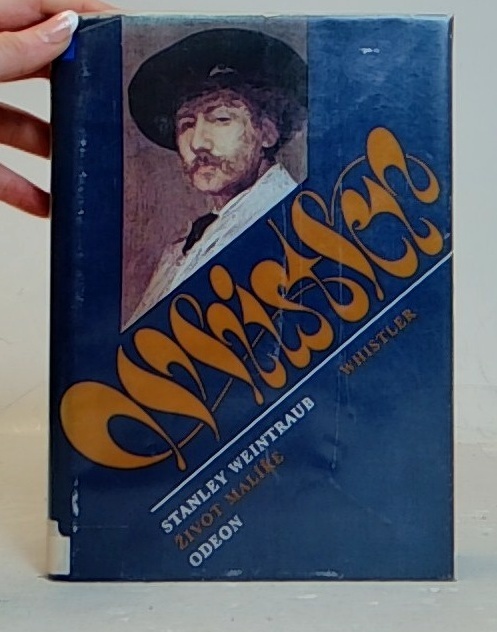 Whistler
WHISTLER
STANLEY WEINTRAUB
ŽIVOT MALÍŘE
ODEON